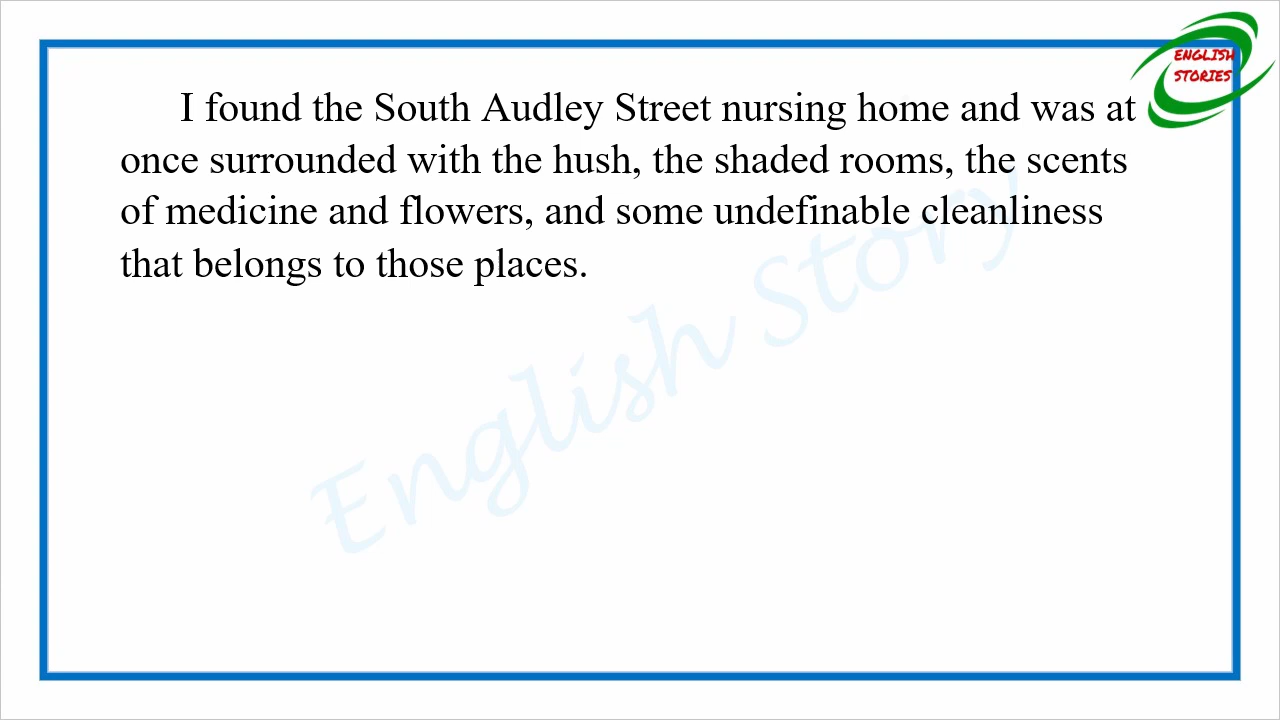 ENGLISH
STORIES
I found the South Audley Street nursing home and was at
once surrounded with the hush, the shaded rooms, the scents
of medicine and flowers, and some undefinable cleanliness
that belongs to those places.
English Story